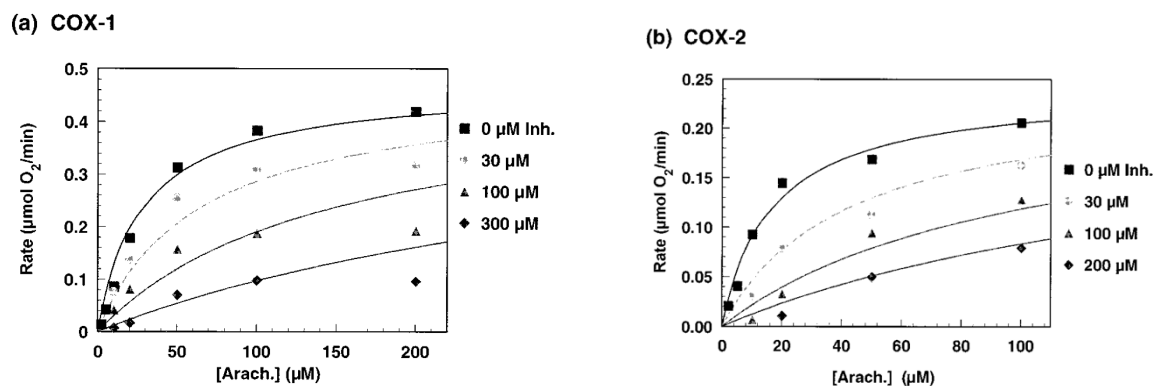 (a) COX-1
Rate (µmol O₂/min)
0.5
0.4
0.3
0.2
0.1
0
0 50 100 150 200
[Arach.] (µM)
0 µM Inh.
30 µM
100 µM
300 µM
(b) COX-2
Rate (µmol O₂/min)
0.25
0.20
0.15
0.10
0.05
0.00
0 20 40 60 80 100
[Arach.] (µM)
0 µM Inh.
30 µM
100 µM
200 µM